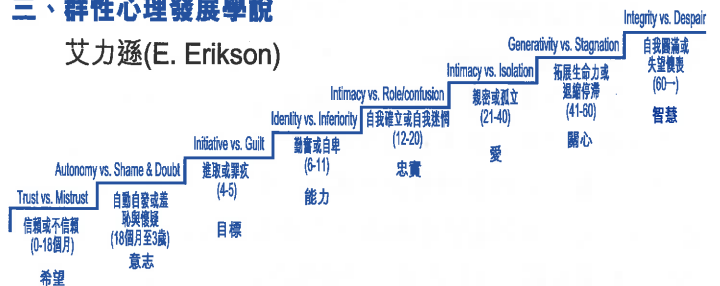 三、群性心理發展學說
艾力遜(E. Erikson)
Trust vs. Mistrust
信賴或不信賴
(0-18個月)
希望
Autonomy vs. Shame & Doubt
自動自發或羞
恥與懷疑
(18個月至3歲)
意志
Initiative vs. Guilt
進取或罪疚
(4-5)
目標
Identity vs. Inferiority
勤奮或自卑
(6-11)
能力
Intimacy vs. Role/confusion
自我確立或自我迷惘
(12-20)
忠實
Intimacy vs. Isolation
親密或孤立
(21-40)
愛
Generativity vs. Stagnation
拓展生命力或
退縮停滯
(41-60)
關心
Integrity vs. Despair
自我圓滿或
失望懊喪
(60一)
智慧